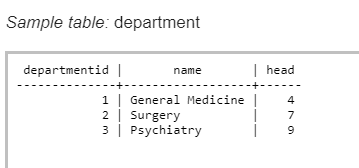 Sample table: department
departmentid | name | head
--------------+------------------+------
1 | General Medicine | 4
2 | Surgery | 7
3 | Psychiatry | 9